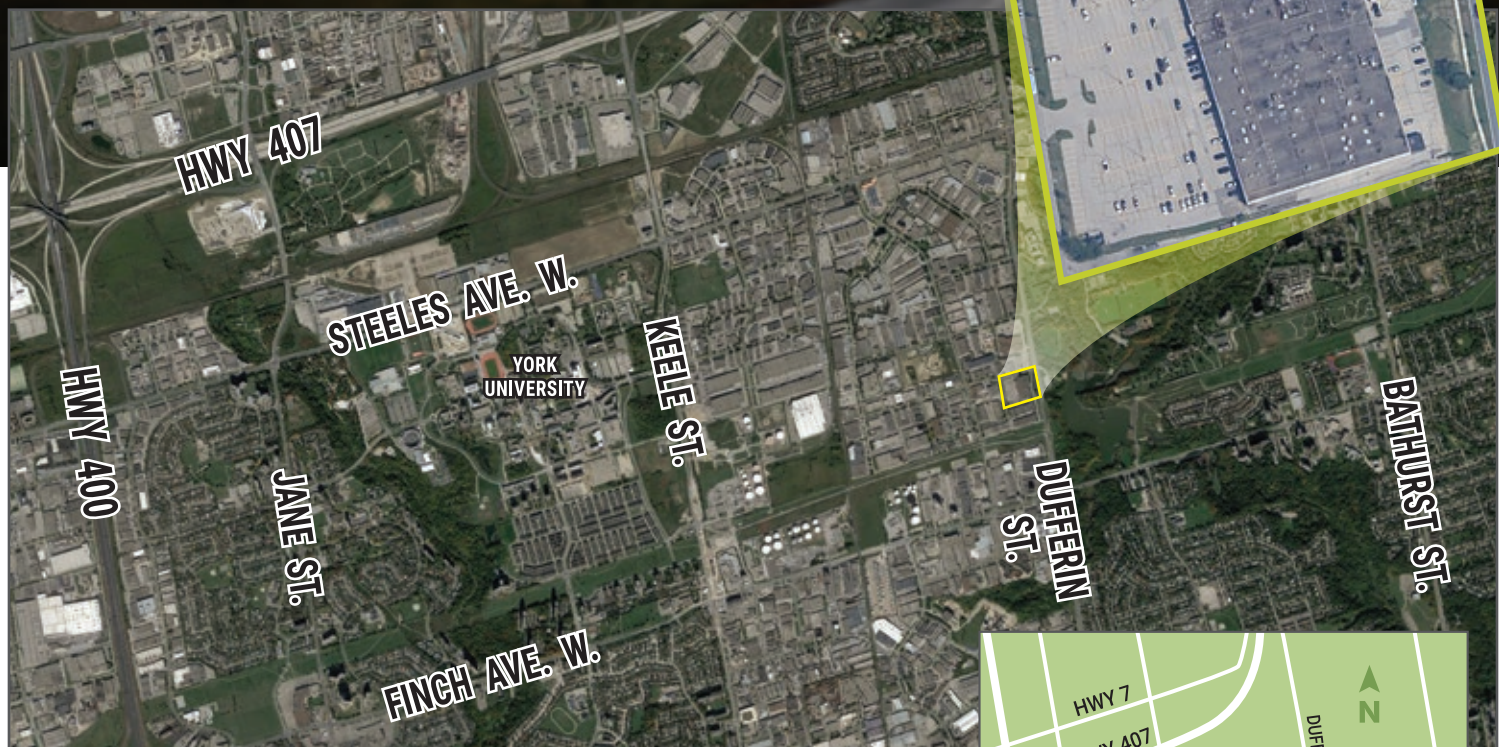 HWY 407
STEELES AVE. W.
YORK
UNIVERSITY
KEELE ST.
HWY 400
JANE ST.
DUFFERIN
ST.
BATHURST ST.
FINCH AVE. W.
HWY 7
407
N